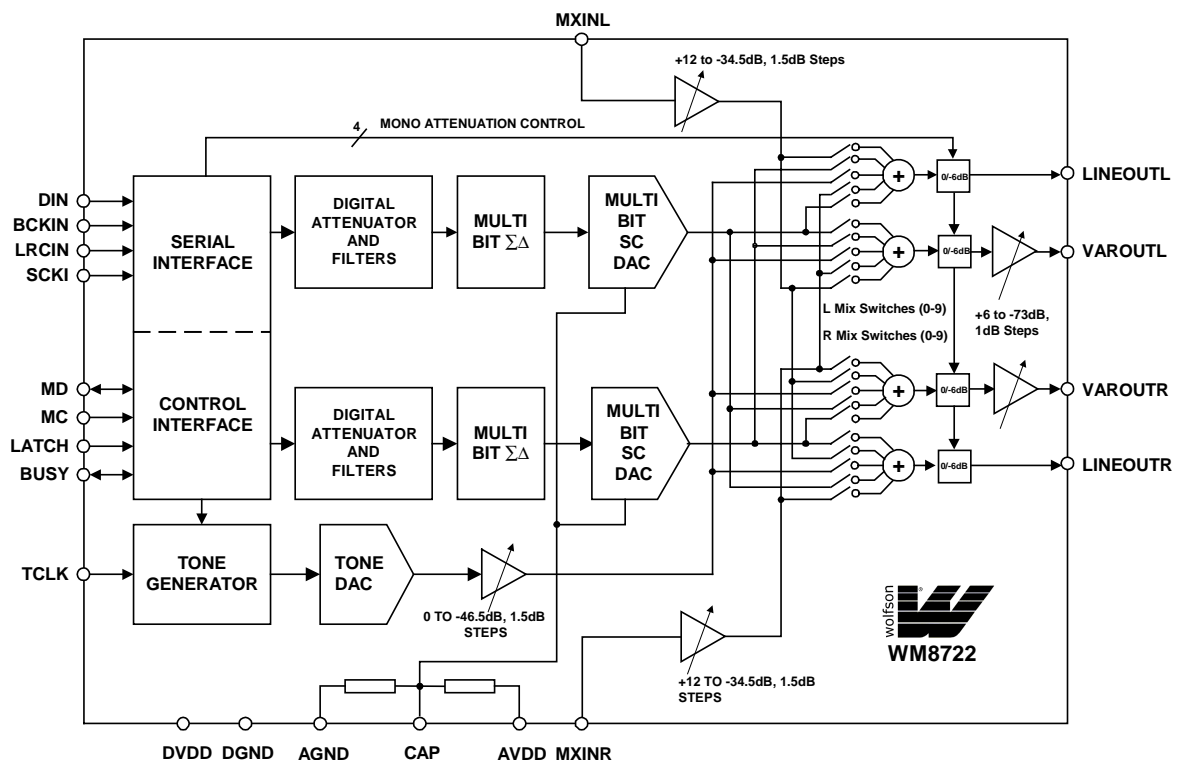 MXINL
+12 to -34.5dB, 1.5dB Steps
4
MONO ATTENUATION CONTROL
DIN
BCKIN
LRCIN
SCKI
SERIAL
INTERFACE
DIGITAL
ATTENUATOR
AND
FILTERS
MULTI
BIT ΣΔ
MULTI
BIT
SC
DAC
+
0/-6dB
LINEOUTL
+
0/-6dB
VAROUTL
+6 to -73dB,
1dB Steps
L Mix Switches (0-9)
R Mix Switches (0-9)
MD
MC
LATCH
BUSY
CONTROL
INTERFACE
DIGITAL
ATTENUATOR
AND
FILTERS
MULTI
BIT ΣΔ
MULTI
BIT
SC
DAC
+
0/-6dB
VAROUTR
+
0/-6dB
LINEOUTR
TCLK
TONE
GENERATOR
TONE
DAC
0 TO -46.5dB, 1.5dB
STEPS
+12 TO -34.5dB, 1.5dB
STEPS
wolfson
®
WM8722
DVDD
DGND
AGND
CAP
AVDD
MXINR